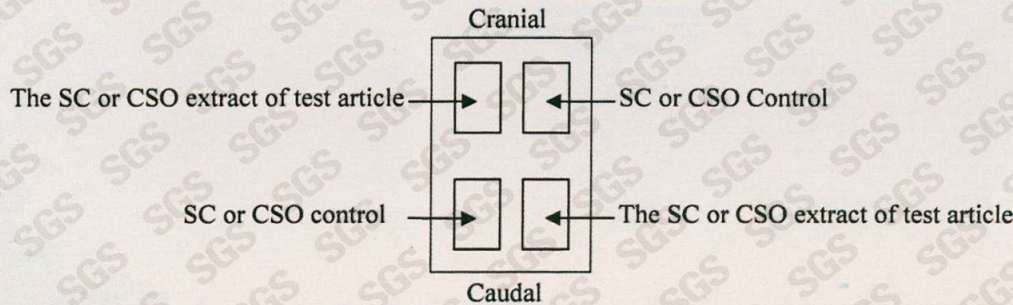 Cranial
The SC or CSO extract of test article
SC or CSO Control
SC or CSO control
The SC or CSO extract of test article
Caudal